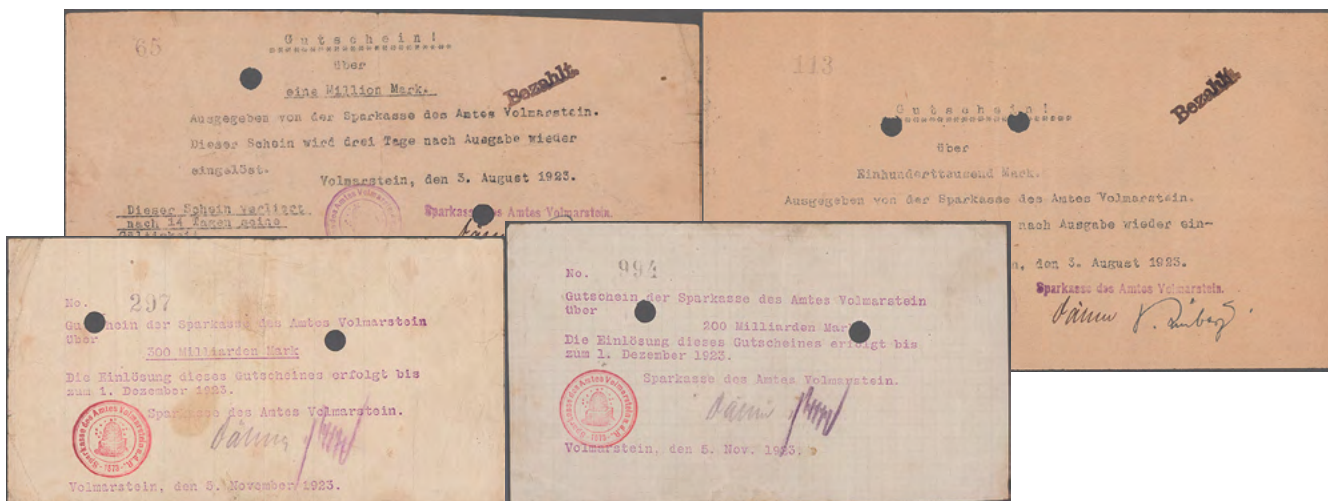 65
Gutschein!
über
eine Million Mark.
Bezahlt.
Ausgegeben von der Sparkasse des Amtes Volmarstein.
Dieser Schein wird drei Tage nach Ausgabe wieder
eingelöst.
Volmarstein, den 3. August 1923.
Dieser Schein verliert
nach 14 Tagen seine
Gültigkeit
Sparkasse des Amtes Volmarstein.
113
Bezahlt.
Gutschein!
über
Einhunderttausend Mark.
Ausgegeben von der Sparkasse des Amtes Volmarstein.
nach Ausgabe wieder ein-
, den 3. August 1923.
Sparkasse des Amtes Volmarstein.
No. 297
Gutschein der Sparkasse des Amtes Volmarstein
über
300 Milliarden Mark
Die Einlösung dieses Gutscheines erfolgt bis
zum 1. Dezember 1923.
Sparkasse des Amtes Volmarstein.
Volmarstein, den 5. November 1923.
No. 994
Gutschein der Sparkasse des Amtes Volmarstein
über
200 Milliarden Mark
Die Einlösung dieses Gutscheines erfolgt bis
zum 1. Dezember 1923.
Sparkasse des Amtes Volmarstein.
Volmarstein, den 5. Nov. 1923.